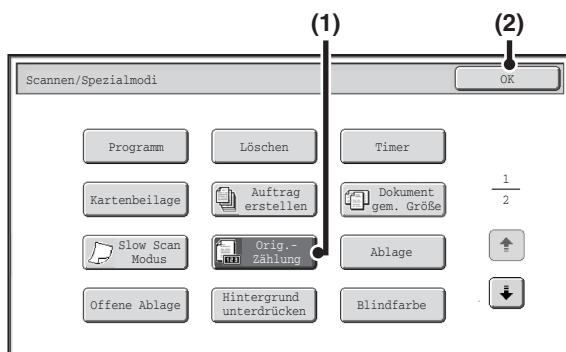 (1) (2)
Scannen/Spezialmodi OK
Programm Löschen Timer
Kartenbeilage Auftrag erstellen Dokument gem. Größe
1
2
Slow Scan Modus Orig.- Zählung Ablage
123
Offene Ablage Hintergrund unterdrücken Blindfarbe